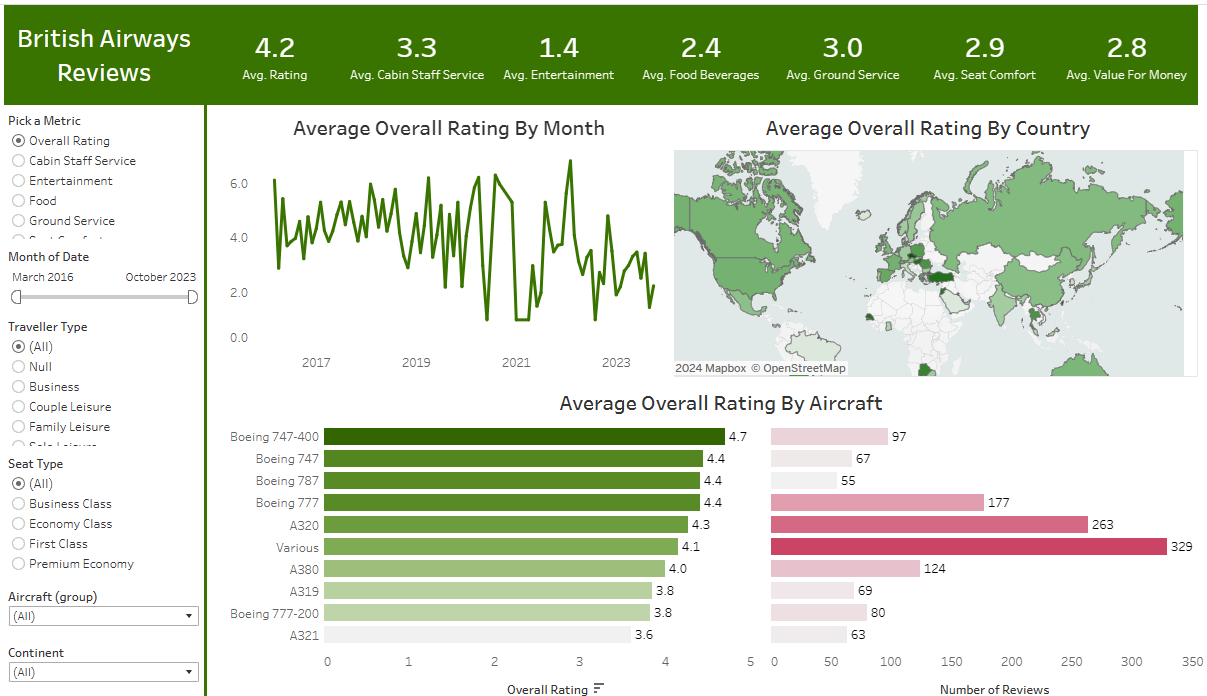 British Airways
Reviews
4.2
Avg. Rating
3.3
Avg. Cabin Staff Service
1.4
Avg. Entertainment
2.4
Avg. Food Beverages
3.0
Avg. Ground Service
2.9
Avg. Seat Comfort
2.8
Avg. Value For Money
Pick a Metric
Overall Rating
Cabin Staff Service
Entertainment
Food
Ground Service
Month of Date
March 2016 October 2023
Traveller Type
(All)
Null
Business
Couple Leisure
Family Leisure
Seat Type
(All)
Business Class
Economy Class
First Class
Premium Economy
Aircraft (group)
(All)
Continent
(All)
Average Overall Rating By Month
6.0
4.0
2.0
0.0
2017 2019 2021 2023
Average Overall Rating By Country
2024 Mapbox © OpenStreetMap
Average Overall Rating By Aircraft
Boeing 747-400 4.7 97
Boeing 747 4.4 67
Boeing 787 4.4 55
Boeing 777 4.4 177
A320 4.3 263
Various 4.1 329
A380 4.0 124
A319 3.8 69
Boeing 777-200 3.8 80
A321 3.6 63
0 1 2 3 4 5 0 50 100 150 200 250 300 350
Overall Rating Number of Reviews